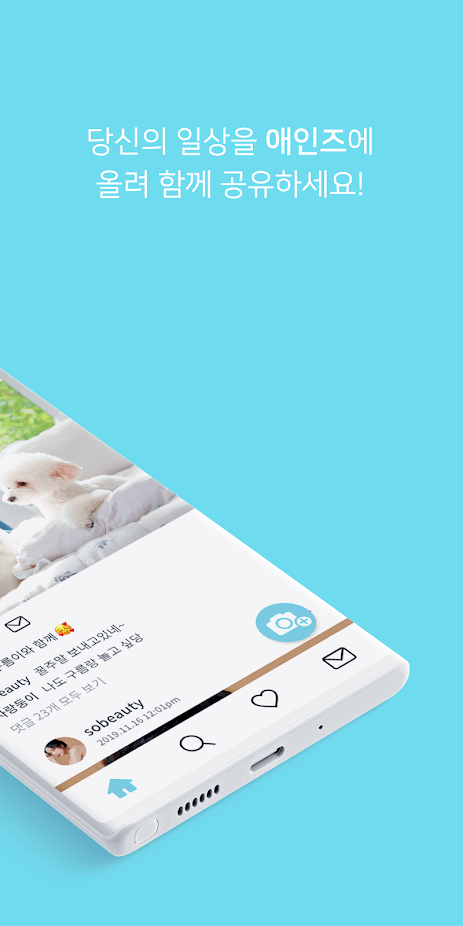 당신의 일상을 애인즈에
올려 함께 공유하세요!
구름이와 함께 🥰
eauty 꿀주말 보내고있네~
사랑둥이 나도 구름랑 놀고 싶당
댓글 23개 모두 보기
sobeauty
2019.11.16 12:01pm